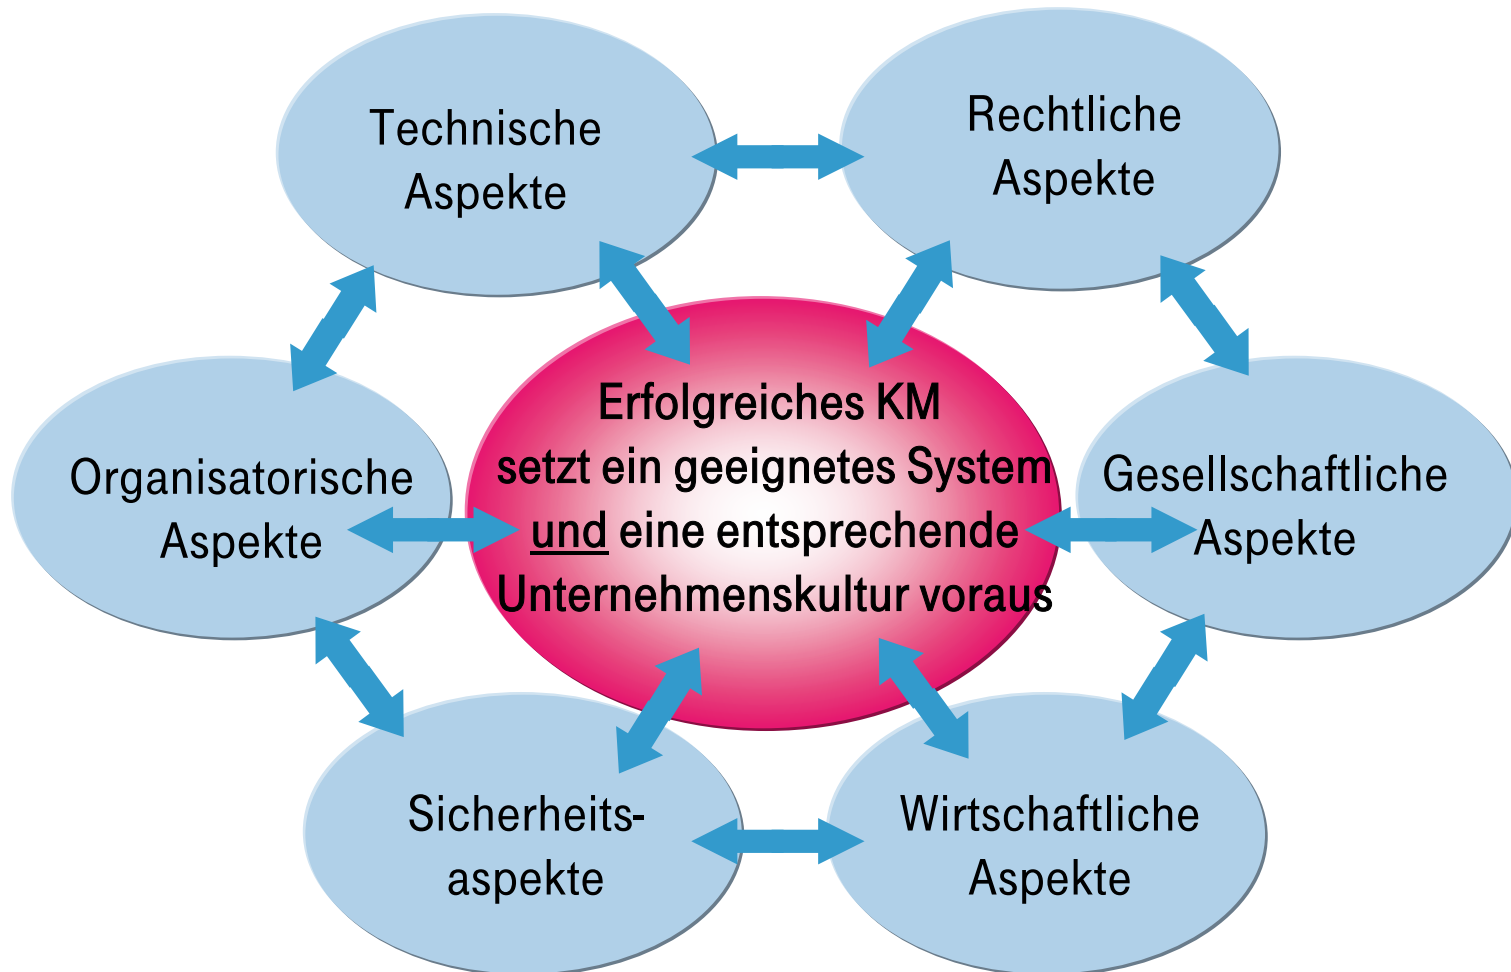 Technische
Aspekte
Rechtliche
Aspekte
Erfolgreiches KM
setzt ein geeignetes System
und eine entsprechende
Unternehmenskultur voraus
Organisatorische
Aspekte
Gesellschaftliche
Aspekte
Sicherheits-
aspekte
Wirtschaftliche
Aspekte